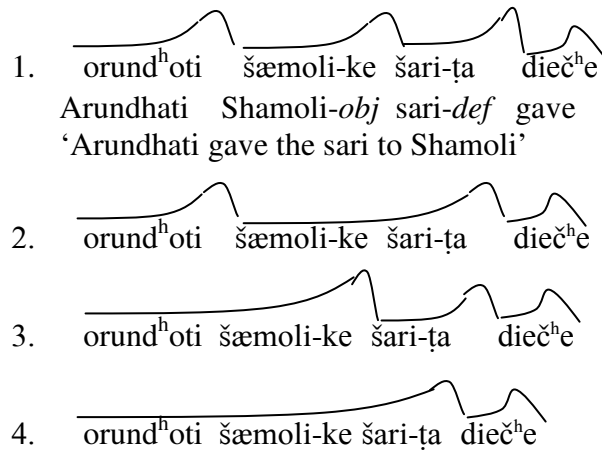 1. orundʰoti šæmoli-ke šari-ṭa diečʰe
Arundhati Shamoli-obj sari-def gave
‘Arundhati gave the sari to Shamoli’
2. orundʰoti šæmoli-ke šari-ṭa diečʰe
3. orundʰoti šæmoli-ke šari-ṭa diečʰe
4. orundʰoti šæmoli-ke šari-ṭa diečʰe